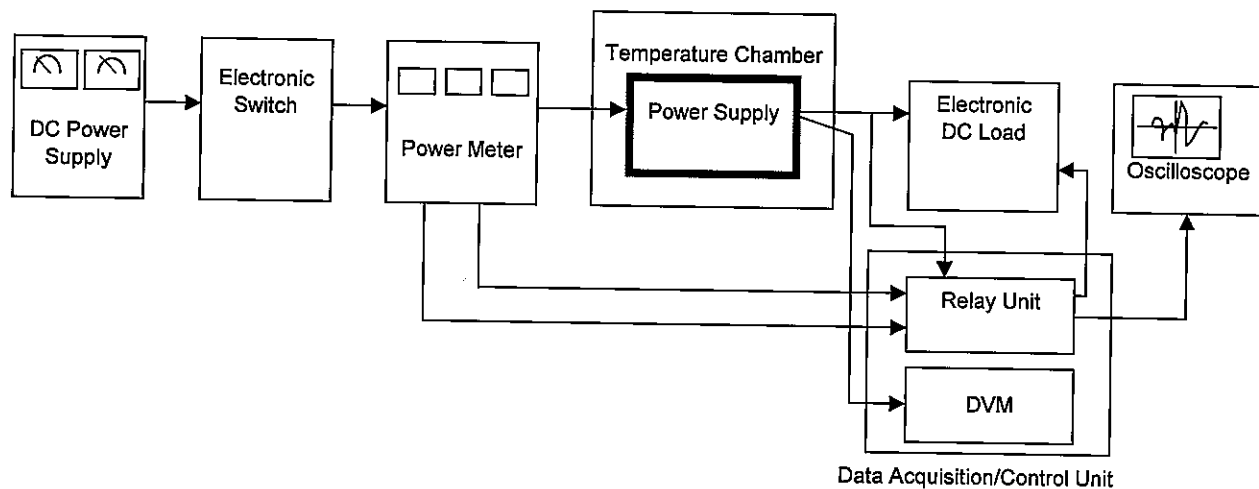 DC Power
Supply
Electronic
Switch
Power Meter
Temperature Chamber
Power Supply
Electronic
DC Load
Oscilloscope
Relay Unit
DVM
Data Acquisition/Control Unit